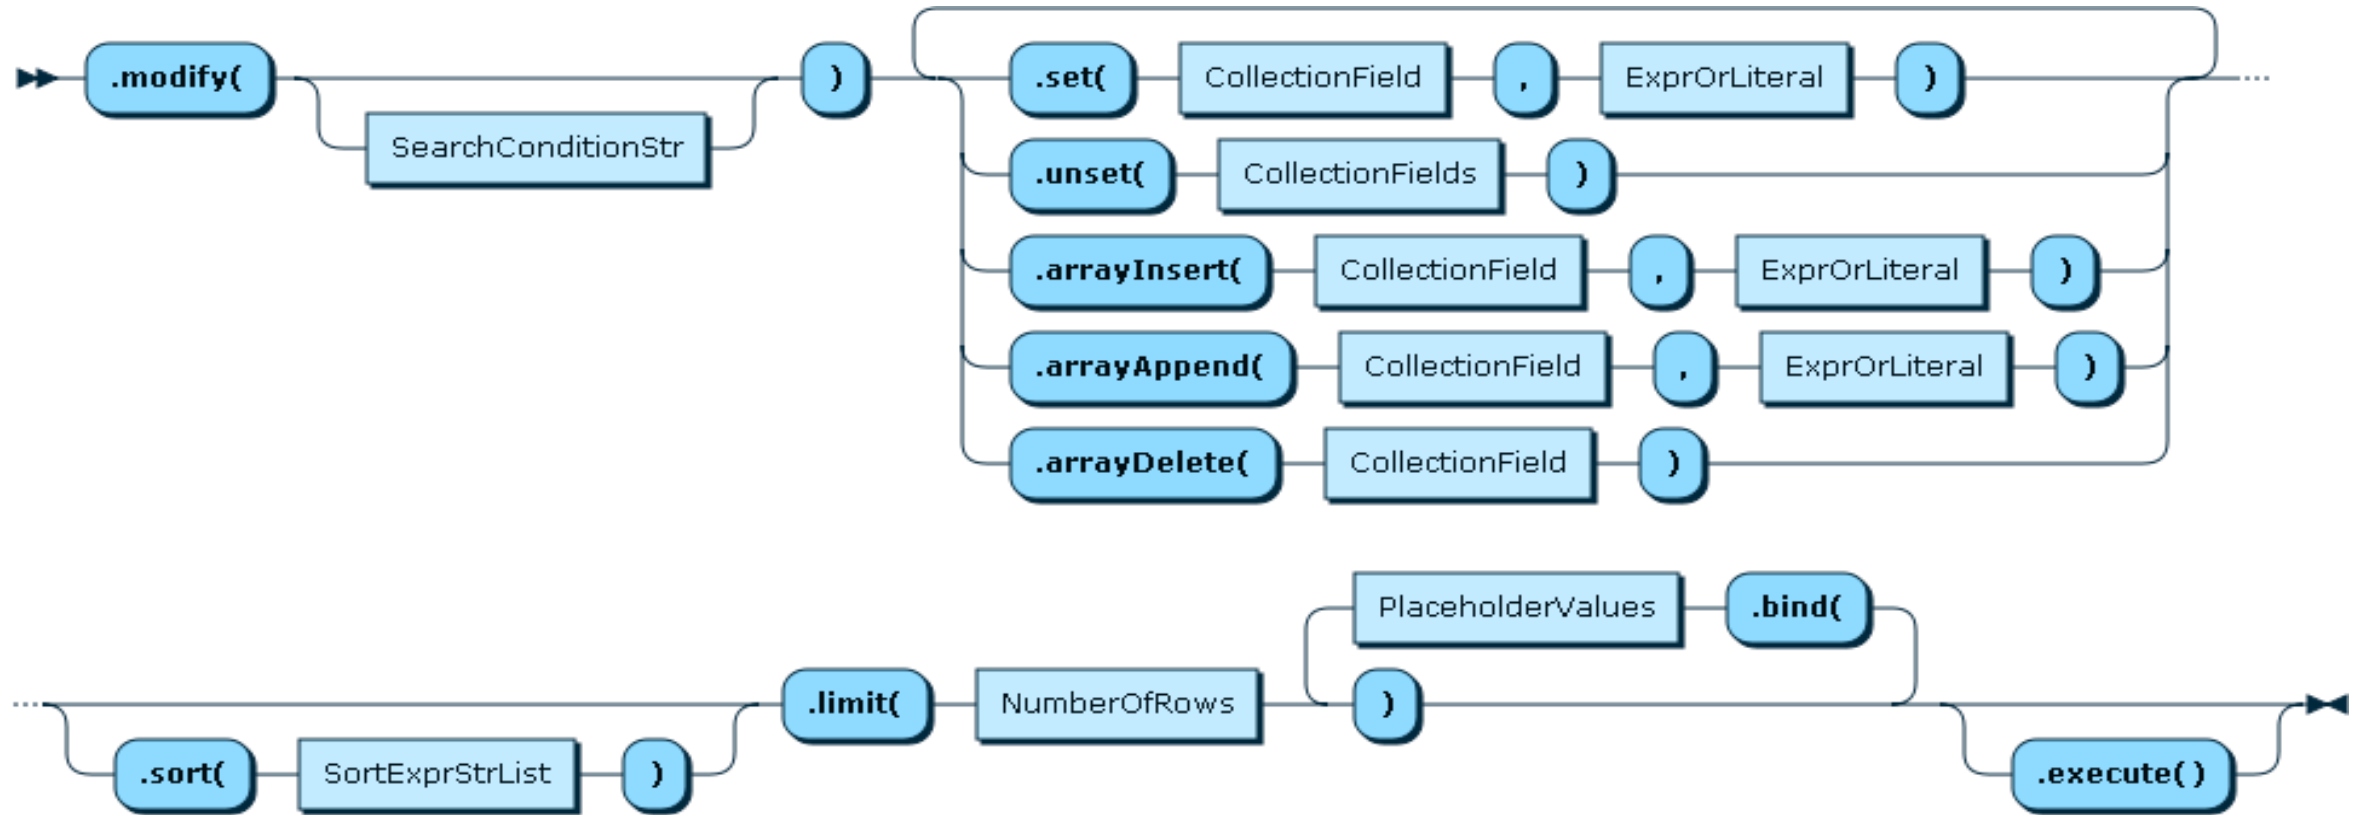 .modify( SearchConditionStr )
.set( CollectionField , ExprOrLiteral )
.unset( CollectionFields )
.arrayInsert( CollectionField , ExprOrLiteral )
.arrayAppend( CollectionField , ExprOrLiteral )
.arrayDelete( CollectionField )
PlaceholderValues .bind(
.limit( NumberOfRows )
.sort( SortExprStrList )
.execute()